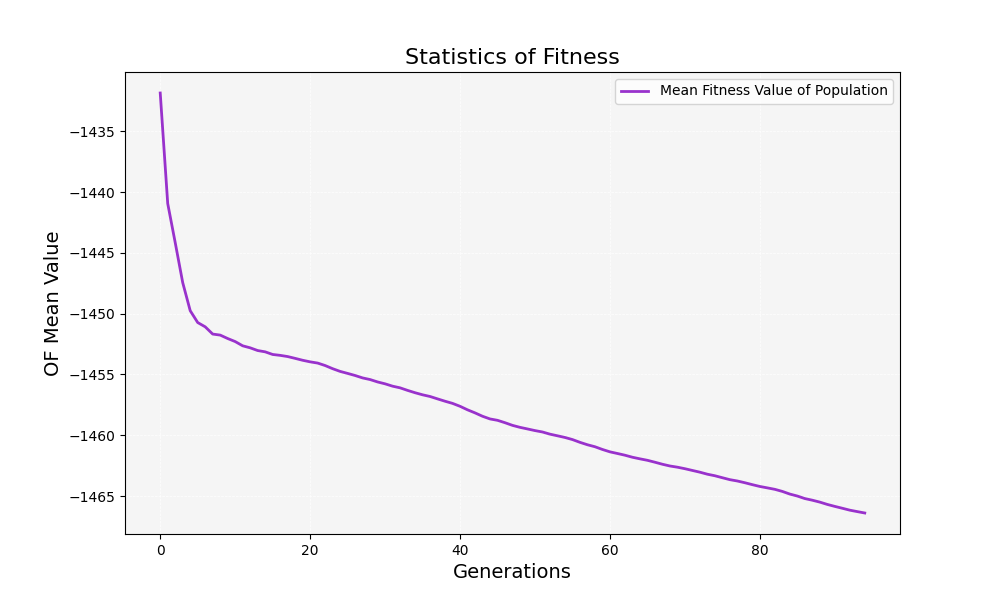 Statistics of Fitness
Mean Fitness Value of Population
OF Mean Value
−1435
−1440
−1445
−1450
−1455
−1460
−1465
0 20 40 60 80
Generations